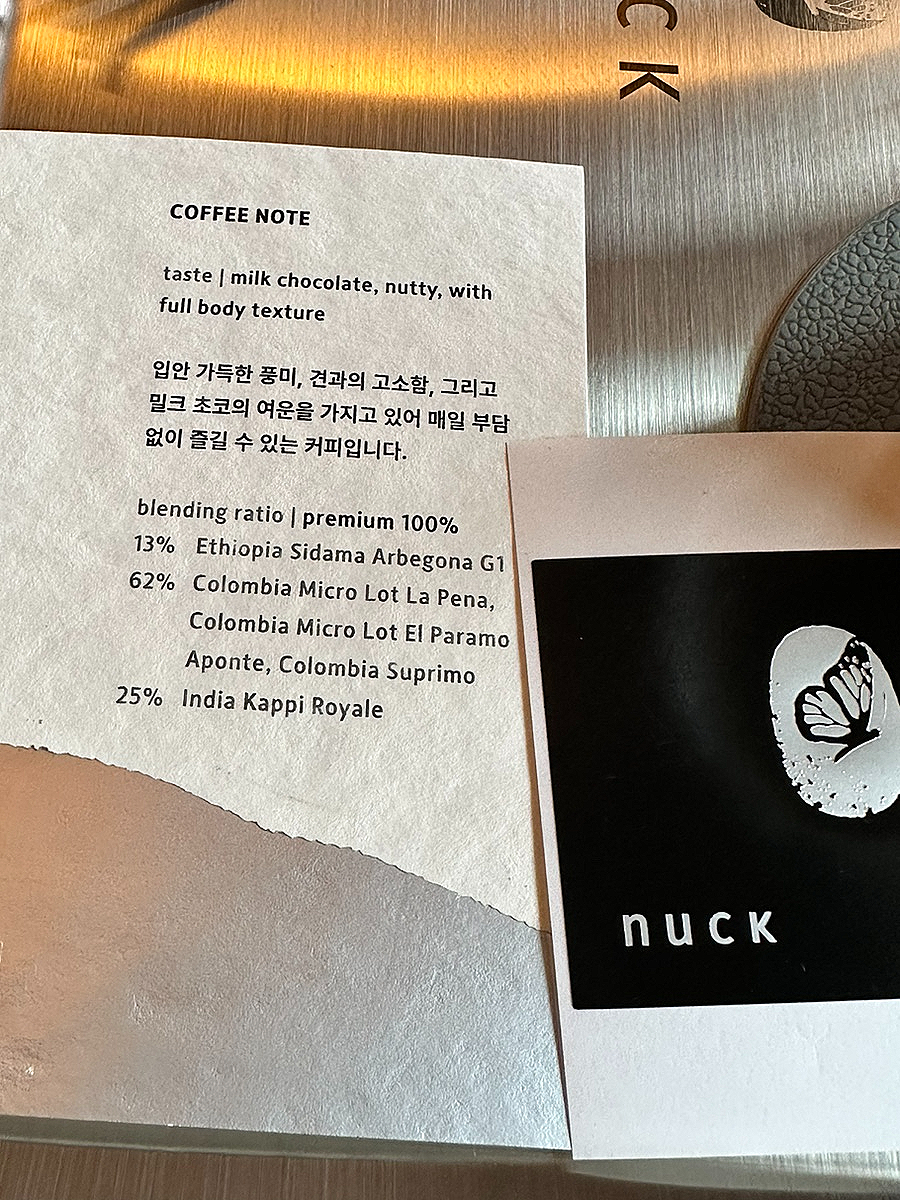 CK
COFFEE NOTE
taste | milk chocolate, nutty, with
full body texture
입안 가득한 풍미, 견과의 고소함, 그리고
밀크 초코의 여운을 가지고 있어 매일 부담
없이 즐길 수 있는 커피입니다.
blending ratio | premium 100%
13% Ethiopia Sidama Arbegona G1
62% Colombia Micro Lot La Pena,
Colombia Micro Lot El Paramo
Aponte, Colombia Suprimo
25% India Kappi Royale
nuck